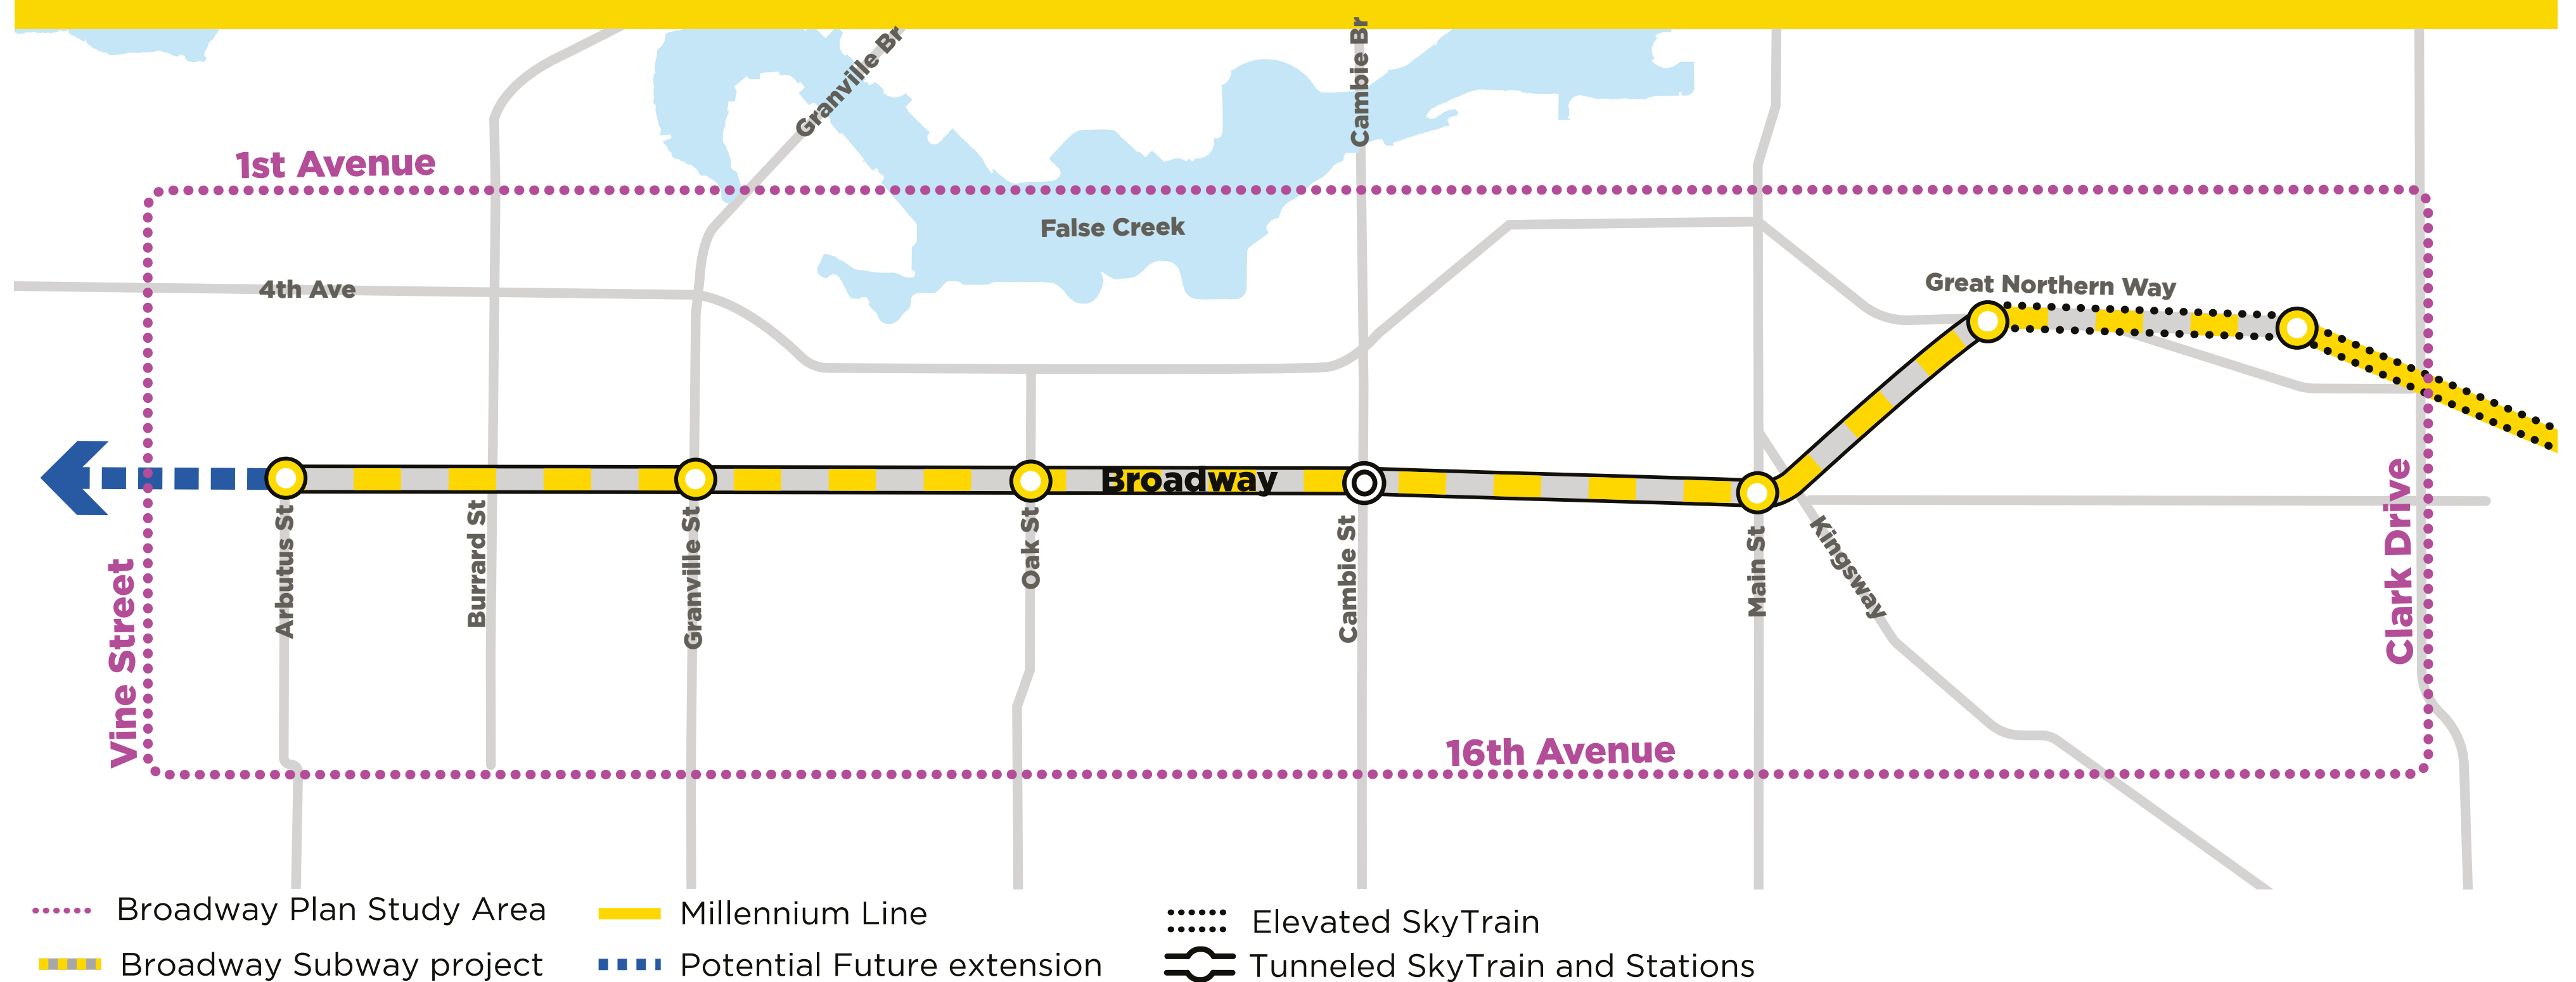 Granville Br
Cambie Br
1st Avenue
False Creek
4th Ave
Great Northern Way
Broadway
Vine Street
Arbutus St
Burrard St
Granville St
Oak St
Cambie St
Main St
Kingsway
Clark Drive
16th Avenue
Broadway Plan Study Area
Millennium Line
Elevated SkyTrain
Broadway Subway project
Potential Future extension
Tunneled SkyTrain and Stations